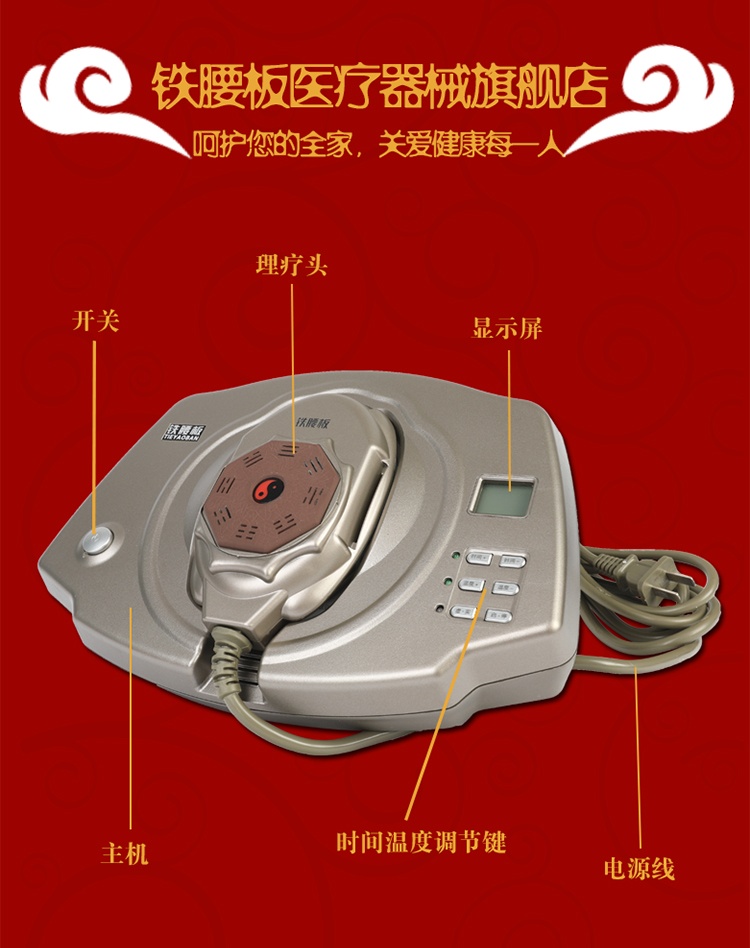 铁腰板医疗器械旗舰店
呵护您的全家，关爱健康每一人
理疗头
开关
显示屏
铁腰板
铁腰板
TIEYAOBAN
主机
时间温度调节键
电源线